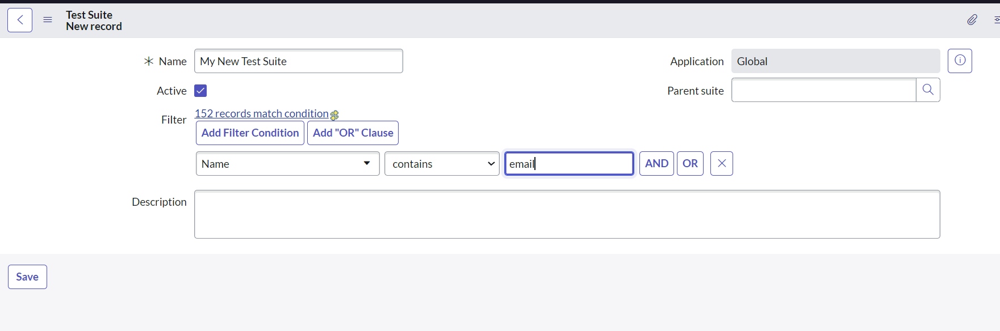 Test Suite
New record
Name
My New Test Suite
Application
Global
Active
Parent suite
Filter
152 records match condition
Add Filter Condition
Add "OR" Clause
Name
contains
email
AND
OR
Description
Save